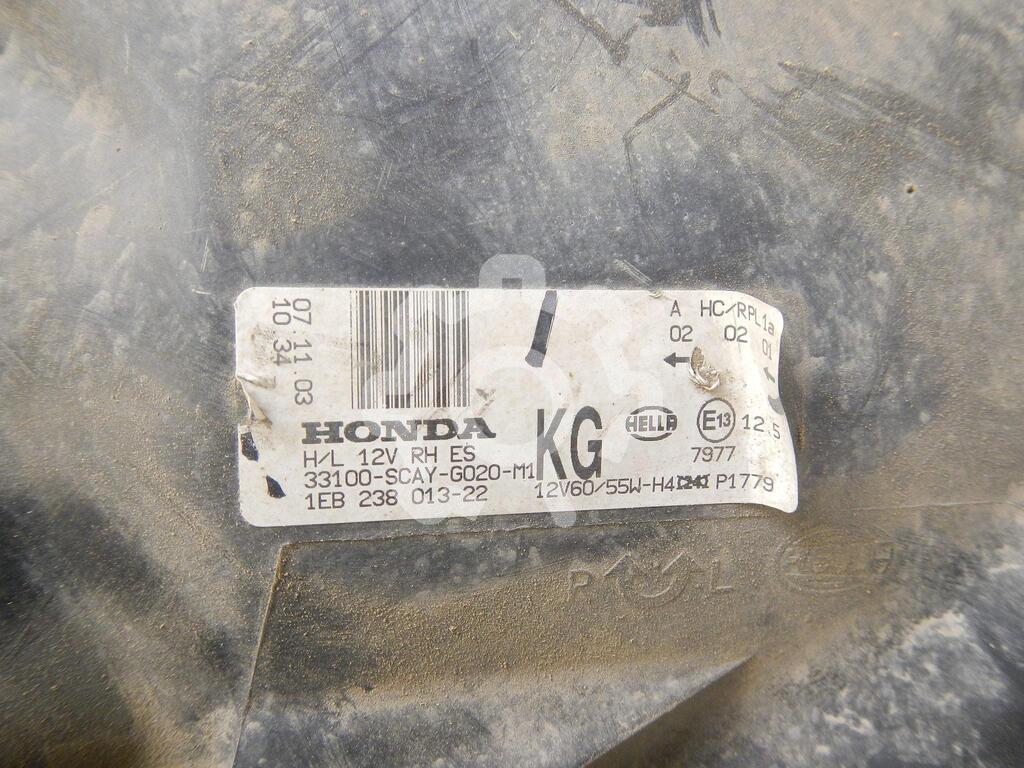 07.11.03
10.34
A HC/RPL1a
02 02 01
HONDA
KG
HELLA
E13
12.5
H/L 12V RH ES
7977
33100-SCAY-G020-M1
12V60/55W-H4
P1779
1EB 238 013-22
P
L